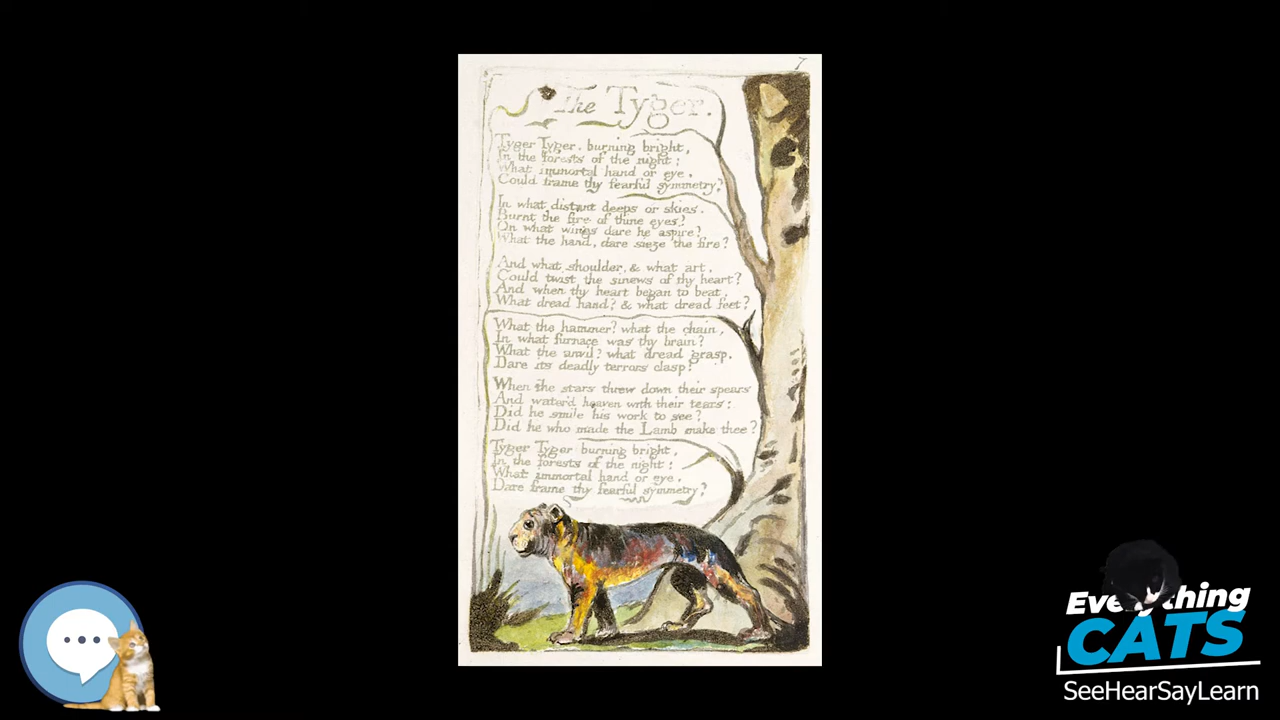 7
The Tyger.
Tyger Tyger. burning bright,
In the forests of the night:
What immortal hand or eye.
Could frame thy fearful symmetry?
In what distant deeps or skies.
Burnt the fire of thine eyes?
On what wings dare he aspire?
What the hand, dare sieze the fire?
And what shoulder, & what art,
Could twist the sinews of thy heart?
And when thy heart began to beat,
What dread hand? & what dread feet?
What the hammer? what the chain,
In what furnace was thy brain?
What the anvil? what dread grasp.
Dare its deadly terrors clasp!
When the stars threw down their spears
And water'd heaven with their tears:
Did he smile his work to see?
Did he who made the Lamb make thee?
Tyger Tyger burning bright,
In the forests of the night:
What immortal hand or eye,
Dare frame thy fearful symmetry?
Everything
CATS
SeeHearSayLearn